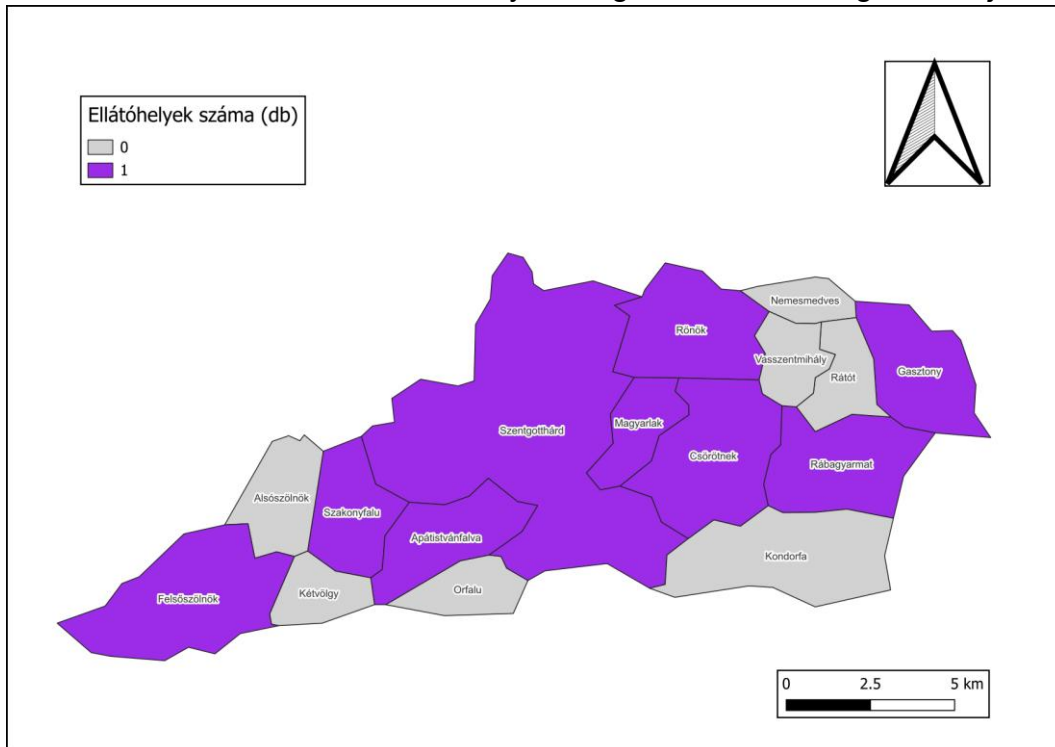 Ellátóhelyek száma (db)
0
1
Nemesmedves
Rönök
Vasszentmihály
Rátót
Gasztony
Szentgotthárd
Magyarlak
Csörötnek
Rábagyarmat
Alsószölnök
Szakonyfalu
Apátistvánfalva
Kondorfa
Felsőszölnök
Kétvölgy
Orfalu
0 2.5 5 km